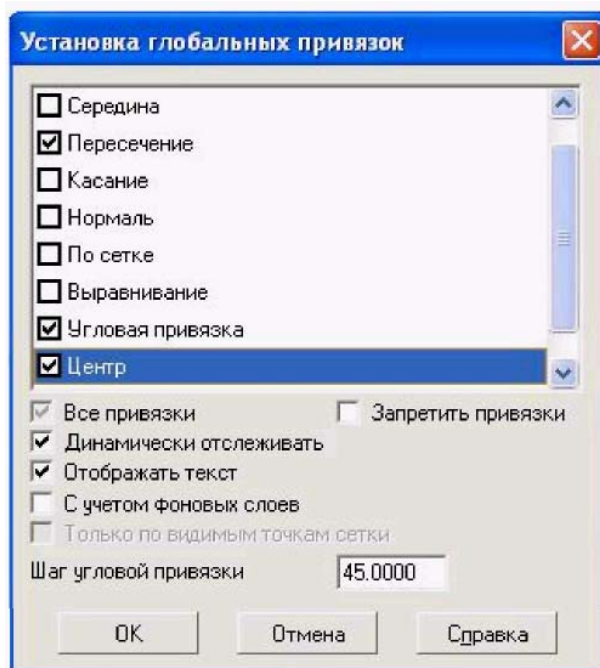 Установка глобальных привязок
Середина
Пересечение
Касание
Нормаль
По сетке
Выравнивание
Угловая привязка
Центр
Все привязки Запретить привязки
Динамически отслеживать
Отображать текст
С учетом фоновых слоев
Только по видимым точкам сетки
Шаг угловой привязки 45.0000
OK Отмена Справка